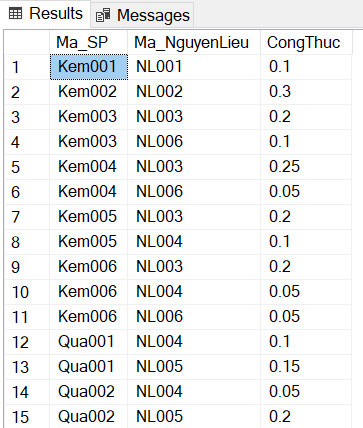 Results Messages
Ma_SP Ma_NguyenLieu CongThuc
1 Kem001 NL001 0.1
2 Kem002 NL002 0.3
3 Kem003 NL003 0.2
4 Kem003 NL006 0.1
5 Kem004 NL003 0.25
6 Kem004 NL006 0.05
7 Kem005 NL003 0.2
8 Kem005 NL004 0.1
9 Kem006 NL003 0.2
10 Kem006 NL004 0.05
11 Kem006 NL006 0.05
12 Qua001 NL004 0.1
13 Qua001 NL005 0.15
14 Qua002 NL004 0.05
15 Qua002 NL005 0.2